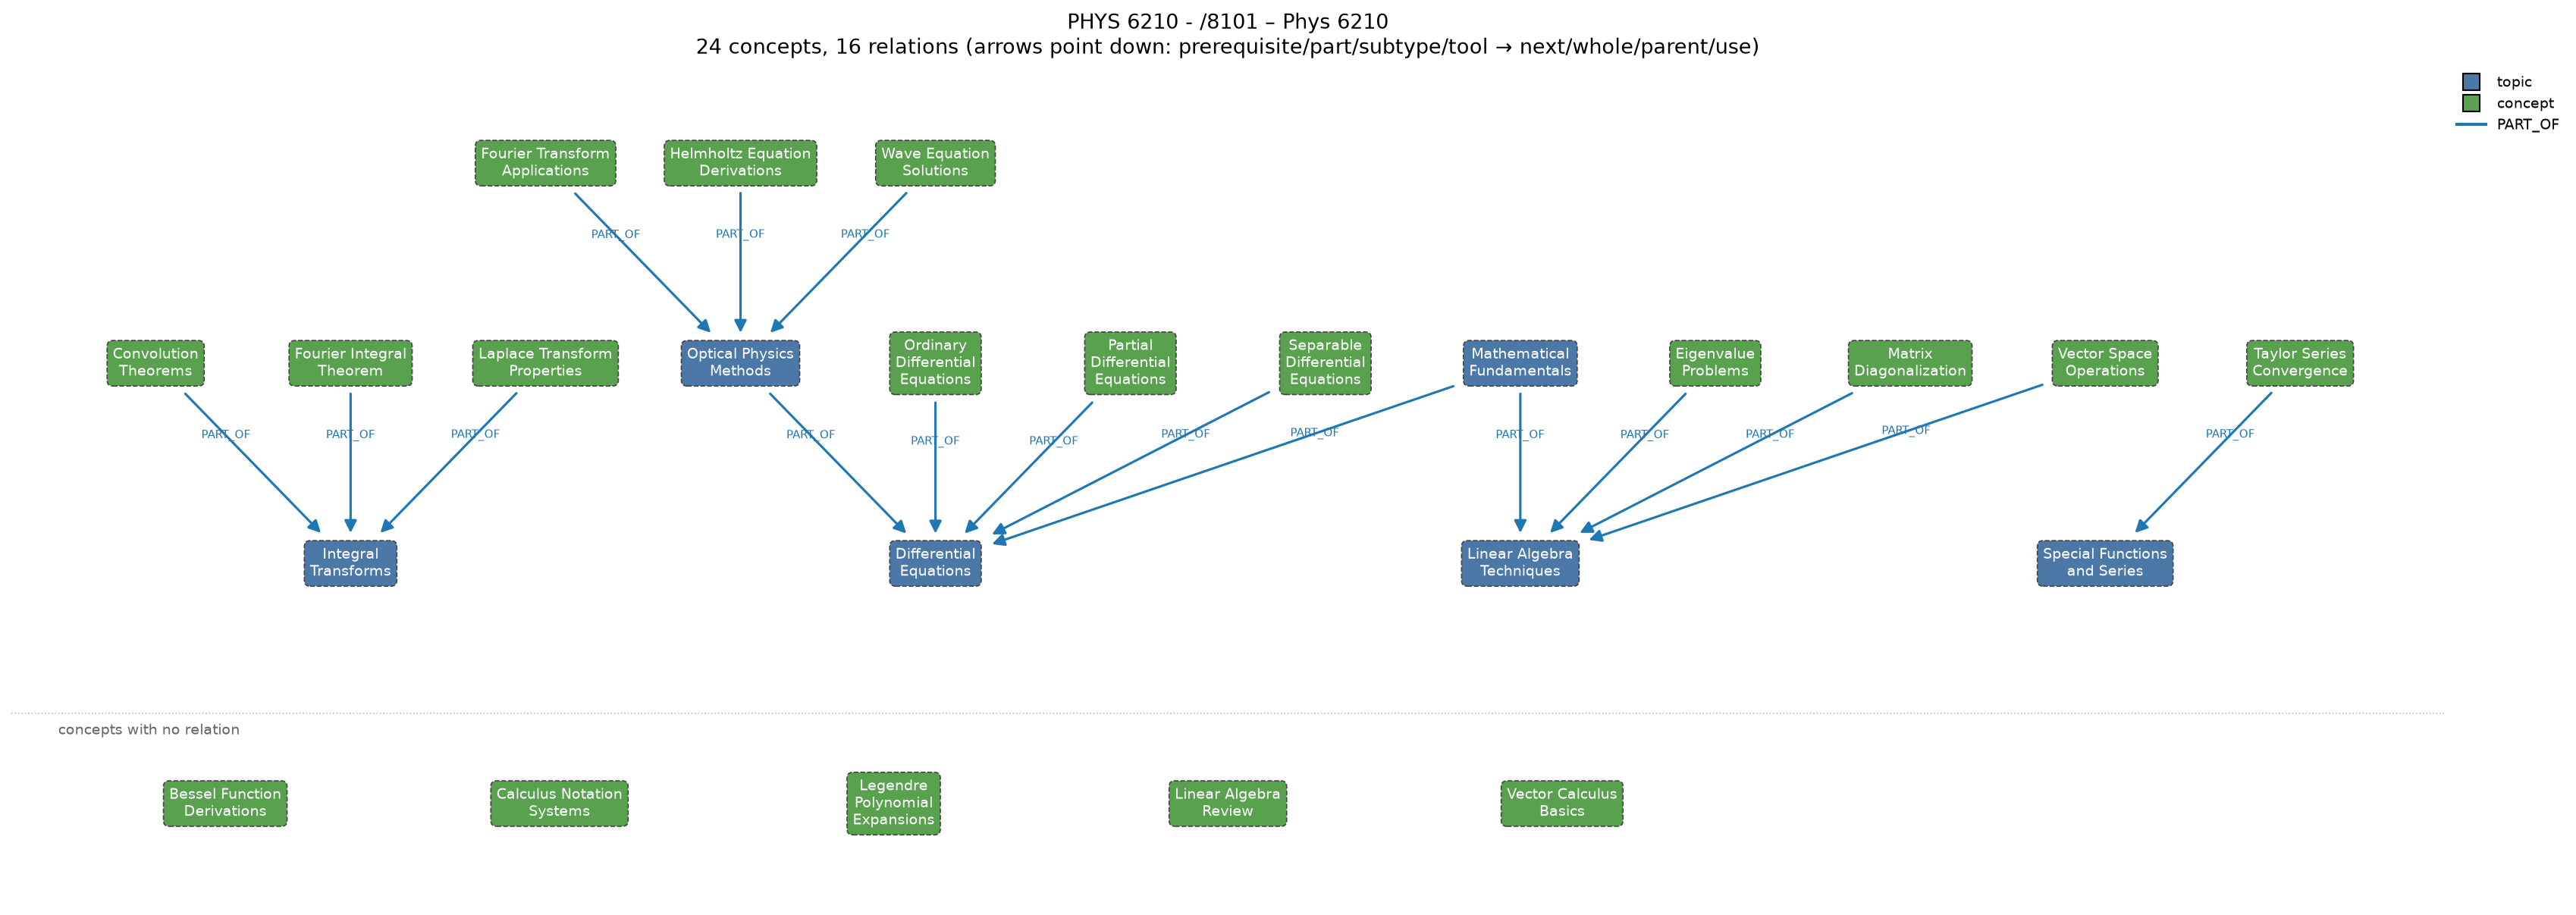 PHYS 6210 - /8101 – Phys 6210
24 concepts, 16 relations (arrows point down: prerequisite/part/subtype/tool → next/whole/parent/use)
topic
concept
PART_OF
Fourier Transform
Applications
Helmholtz Equation
Derivations
Wave Equation
Solutions
PART_OF
PART_OF
PART_OF
Convolution
Theorems
Fourier Integral
Theorem
Laplace Transform
Properties
Optical Physics
Methods
Ordinary
Differential
Equations
Partial
Differential
Equations
Separable
Differential
Equations
Mathematical
Fundamentals
Eigenvalue
Problems
Matrix
Diagonalization
Vector Space
Operations
Taylor Series
Convergence
PART_OF
PART_OF
PART_OF
PART_OF
PART_OF
PART_OF
PART_OF
PART_OF
PART_OF
PART_OF
PART_OF
PART_OF
PART_OF
Integral
Transforms
Differential
Equations
Linear Algebra
Techniques
Special Functions
and Series
concepts with no relation
Bessel Function
Derivations
Calculus Notation
Systems
Legendre
Polynomial
Expansions
Linear Algebra
Review
Vector Calculus
Basics